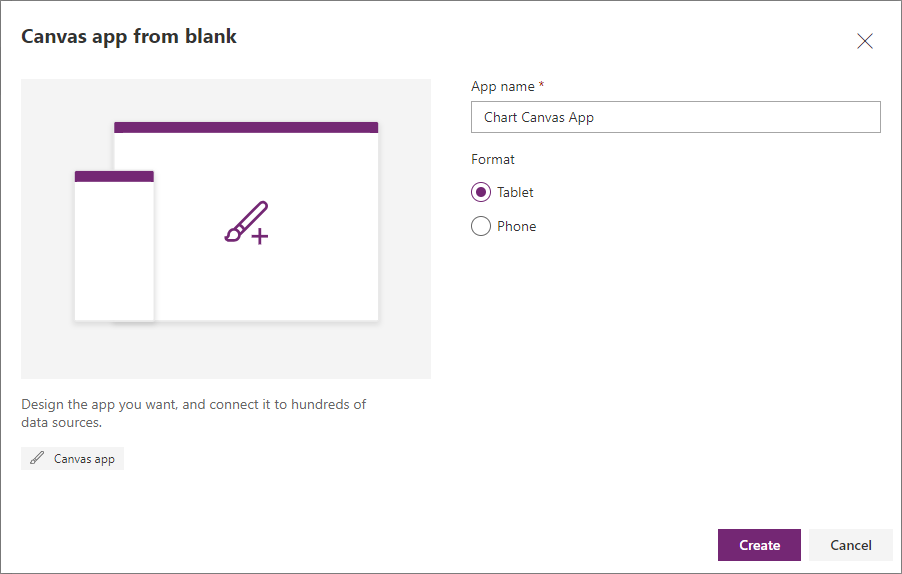 Canvas app from blank
App name *
Chart Canvas App
Format
Tablet
Phone
Design the app you want, and connect it to hundreds of
data sources.
Canvas app
Create
Cancel